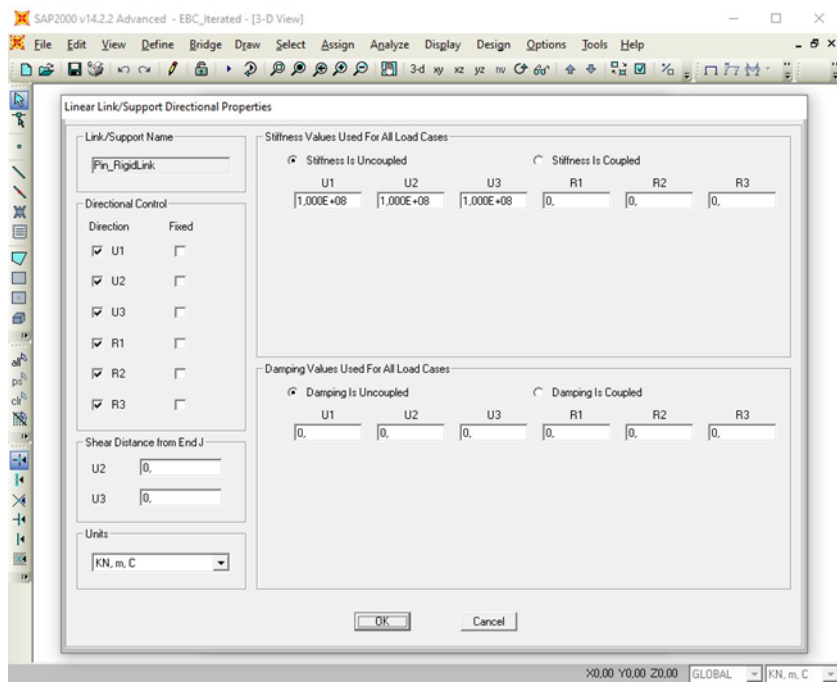 SAP2000 v14.2.2 Advanced - EBC_Iterated - [3-D View]
File Edit View Define Bridge Draw Select Assign Analyze Display Design Options Tools Help
3-d xy xz yz nv
Linear Link/Support Directional Properties
Link/Support Name
Pin_RigidLink
Directional Control
Direction Fixed
U1
U2
U3
R1
R2
R3
Shear Distance from End J
U2 0,
U3 0,
Units
KN, m, C
Stiffness Values Used For All Load Cases
Stiffness Is Uncoupled Stiffness Is Coupled
U1 U2 U3 R1 R2 R3
1,000E+08 1,000E+08 1,000E+08 0, 0, 0,
Damping Values Used For All Load Cases
Damping Is Uncoupled Damping Is Coupled
U1 U2 U3 R1 R2 R3
0, 0, 0, 0, 0, 0,
OK Cancel
all
ps
clr
X0,00 Y0,00 Z0,00 GLOBAL KN, m, C